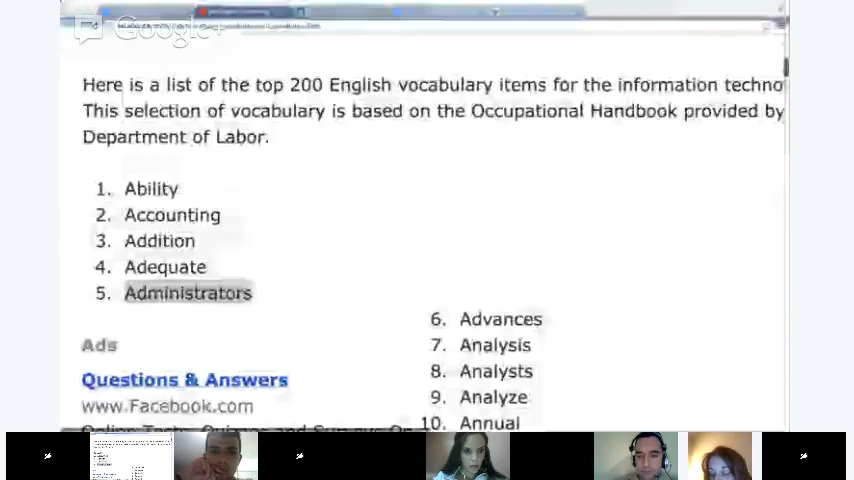 Google+
Here is a list of the top 200 English vocabulary items for the information techno
This selection of vocabulary is based on the Occupational Handbook provided by
Department of Labor.
1. Ability
2. Accounting
3. Addition
4. Adequate
5. Administrators
6. Advances
7. Analysis
8. Analysts
9. Analyze
10. Annual
Ads
Questions & Answers
www.Facebook.com